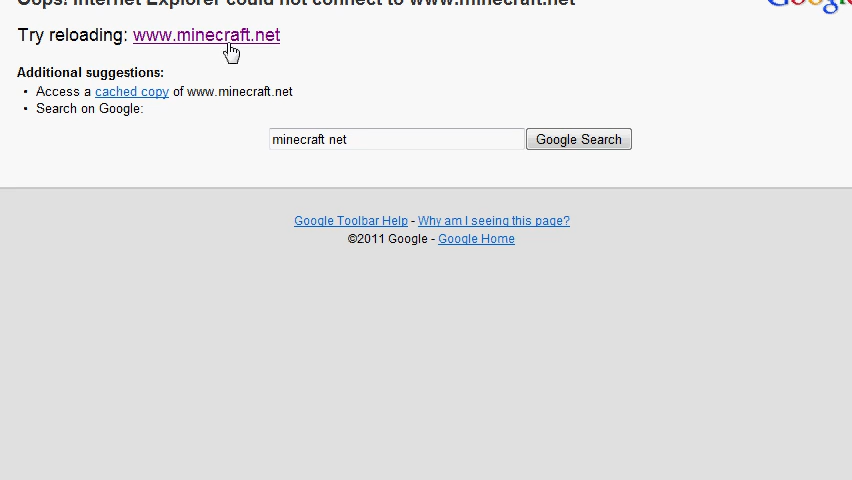 Oops! Internet Explorer could not connect to www.minecraft.net
Google
Try reloading: www.minecraft.net
Additional suggestions:
• Access a cached copy of www.minecraft.net
• Search on Google:
minecraft net Google Search
Google Toolbar Help - Why am I seeing this page?
©2011 Google - Google Home